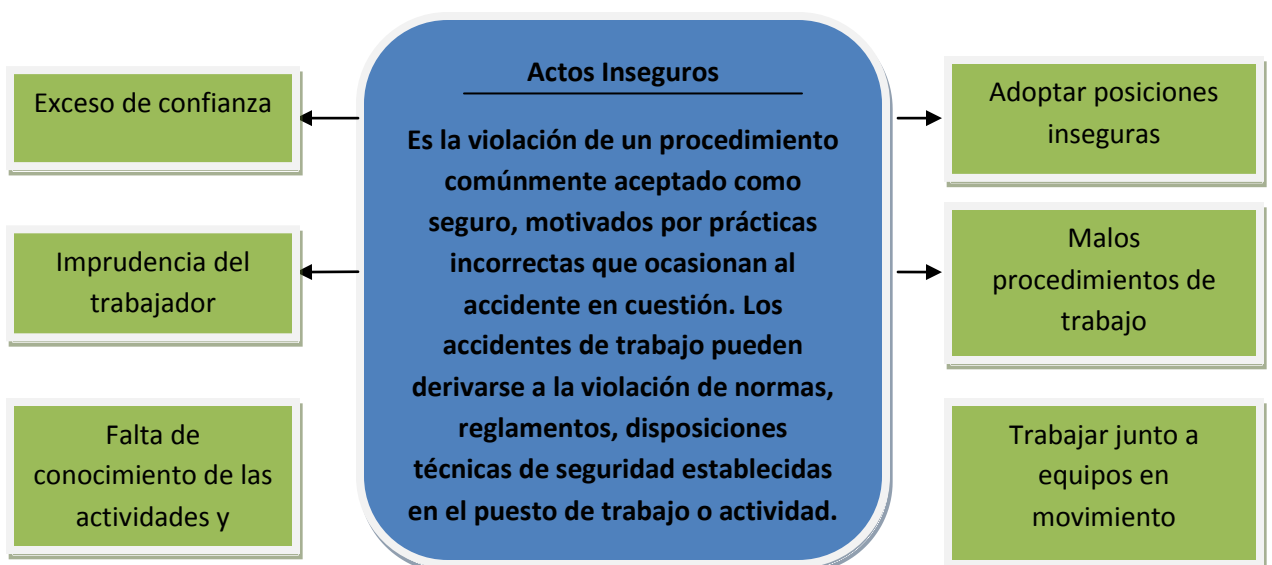 Exceso de confianza
Imprudencia del
trabajador
Falta de
conocimiento de las
actividades y
Actos Inseguros
Es la violación de un procedimiento
comúnmente aceptado como
seguro, motivados por prácticas
incorrectas que ocasionan al
accidente en cuestión. Los
accidentes de trabajo pueden
derivarse a la violación de normas,
reglamentos, disposiciones
técnicas de seguridad establecidas
en el puesto de trabajo o actividad.
Adoptar posiciones
inseguras
Malos
procedimientos de
trabajo
Trabajar junto a
equipos en
movimiento